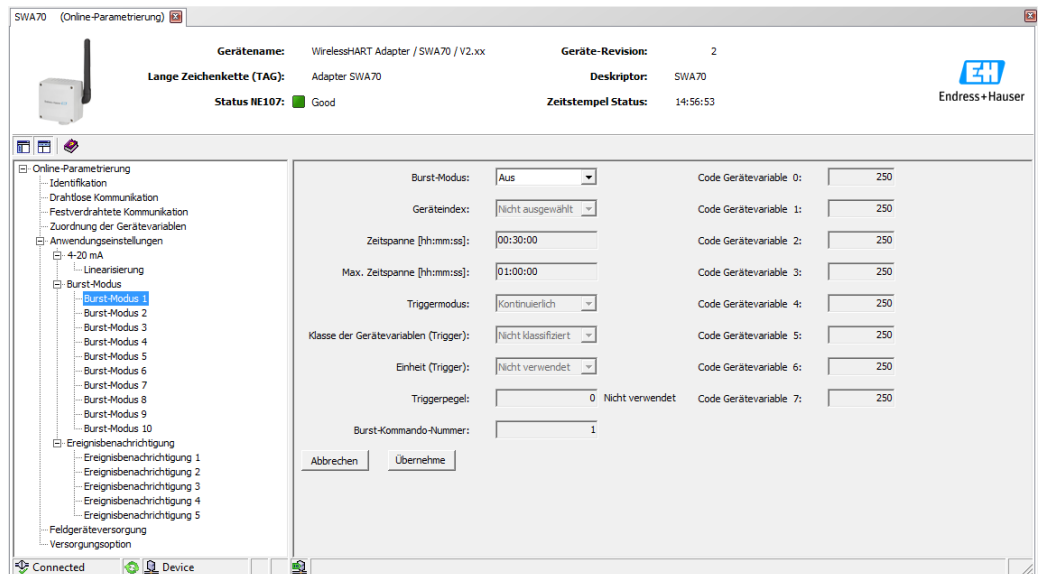 SWA70 (Online-Parametrierung)
Gerätename: WirelessHART Adapter / SWA70 / V2.xx Geräte-Revision: 2
Lange Zeichenkette (TAG): Adapter SWA70 Deskriptor: SWA70
Status NE107: Good Zeitstempel Status: 14:56:53
EH
Endress+Hauser
Online-Parametrierung
Identifikation
Drahtlose Kommunikation
Festverdrahtete Kommunikation
Zuordnung der Gerätevariablen
Anwendungseinstellungen
4-20 mA
Linearisierung
Burst-Modus
Burst-Modus 1
Burst-Modus 2
Burst-Modus 3
Burst-Modus 4
Burst-Modus 5
Burst-Modus 6
Burst-Modus 7
Burst-Modus 8
Burst-Modus 9
Burst-Modus 10
Ereignisbenachrichtigung
Ereignisbenachrichtigung 1
Ereignisbenachrichtigung 2
Ereignisbenachrichtigung 3
Ereignisbenachrichtigung 4
Ereignisbenachrichtigung 5
Feldgeräteversorgung
Versorgungsoption
Burst-Modus: Aus Code Gerätevariable 0: 250
Geräteindex: Nicht ausgewählt Code Gerätevariable 1: 250
Zeitspanne [hh:mm:ss]: 00:30:00 Code Gerätevariable 2: 250
Max. Zeitspanne [hh:mm:ss]: 01:00:00 Code Gerätevariable 3: 250
Triggermodus: Kontinuierlich Code Gerätevariable 4: 250
Klasse der Gerätevariablen (Trigger): Nicht klassifiziert Code Gerätevariable 5: 250
Einheit (Trigger): Nicht verwendet Code Gerätevariable 6: 250
Triggerpegel: 0 Nicht verwendet Code Gerätevariable 7: 250
Burst-Kommando-Nummer: 1
Abbrechen Übernehme
Connected Device